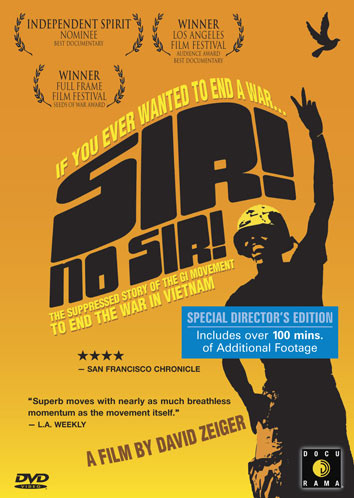 INDEPENDENT SPIRIT
NOMINEE
BEST DOCUMENTARY
WINNER
LOS ANGELES
FILM FESTIVAL
AUDIENCE AWARD
BEST DOCUMENTARY
WINNER
FULL FRAME
FILM FESTIVAL
SEEDS OF WAR AWARD
IF YOU EVER WANTED TO END A WAR...
SIR!
NO SIR!
THE SUPPRESSED STORY OF THE GI MOVEMENT
TO END THE WAR IN VIETNAM
SPECIAL DIRECTOR'S EDITION
Includes over 100 mins.
of Additional Footage
— SAN FRANCISCO CHRONICLE
"Superb moves with nearly as much breathless
momentum as the movement itself."
— L.A. WEEKLY
A FILM BY DAVID ZEIGER
DVD
VIDEO
DOCU
RAMA